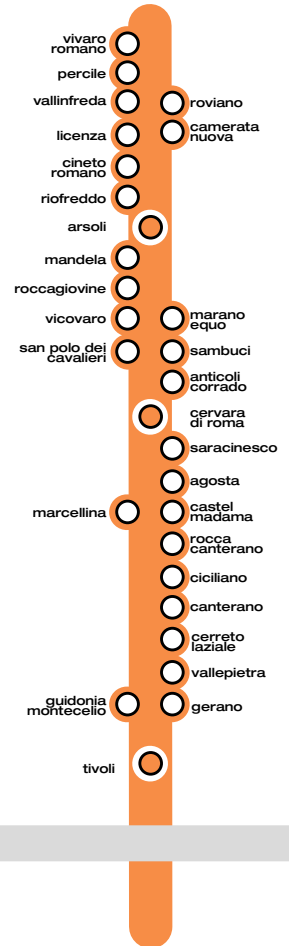 vivaro
romano
percile
vallinfreda
roviano
licenza
camerata
nuova
cineto
romano
riofreddo
arsoli
mandela
roccagiovine
vicovaro
marano
equo
san polo dei
cavalieri
sambuci
anticoli
corrado
cervara
di roma
saracinesco
agosta
marcellina
castel
madama
rocca
canterano
ciciliano
canterano
cerreto
laziale
vallepietra
guidonia
montecelio
gerano
tivoli